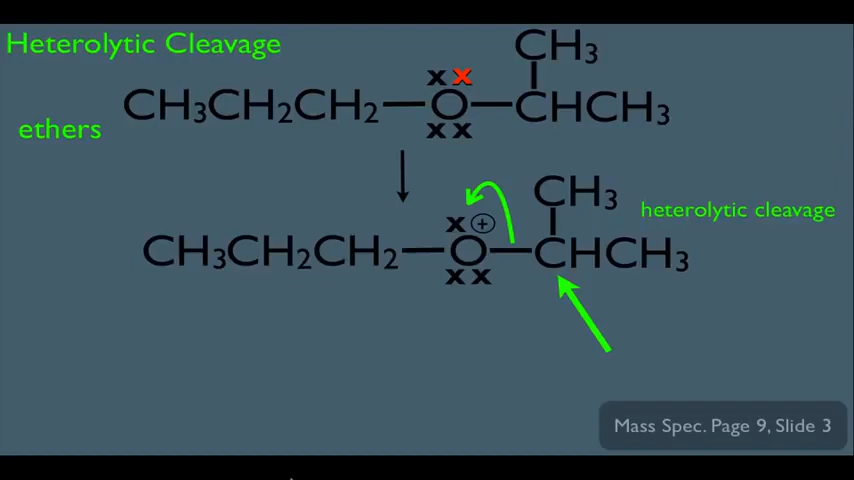 Heterolytic Cleavage
CH3
x x
CH3CH2CH2—O—CHCH3
x x
ethers
CH3
heterolytic cleavage
x +
CH3CH2CH2—O—CHCH3
x x
Mass Spec. Page 9, Slide 3